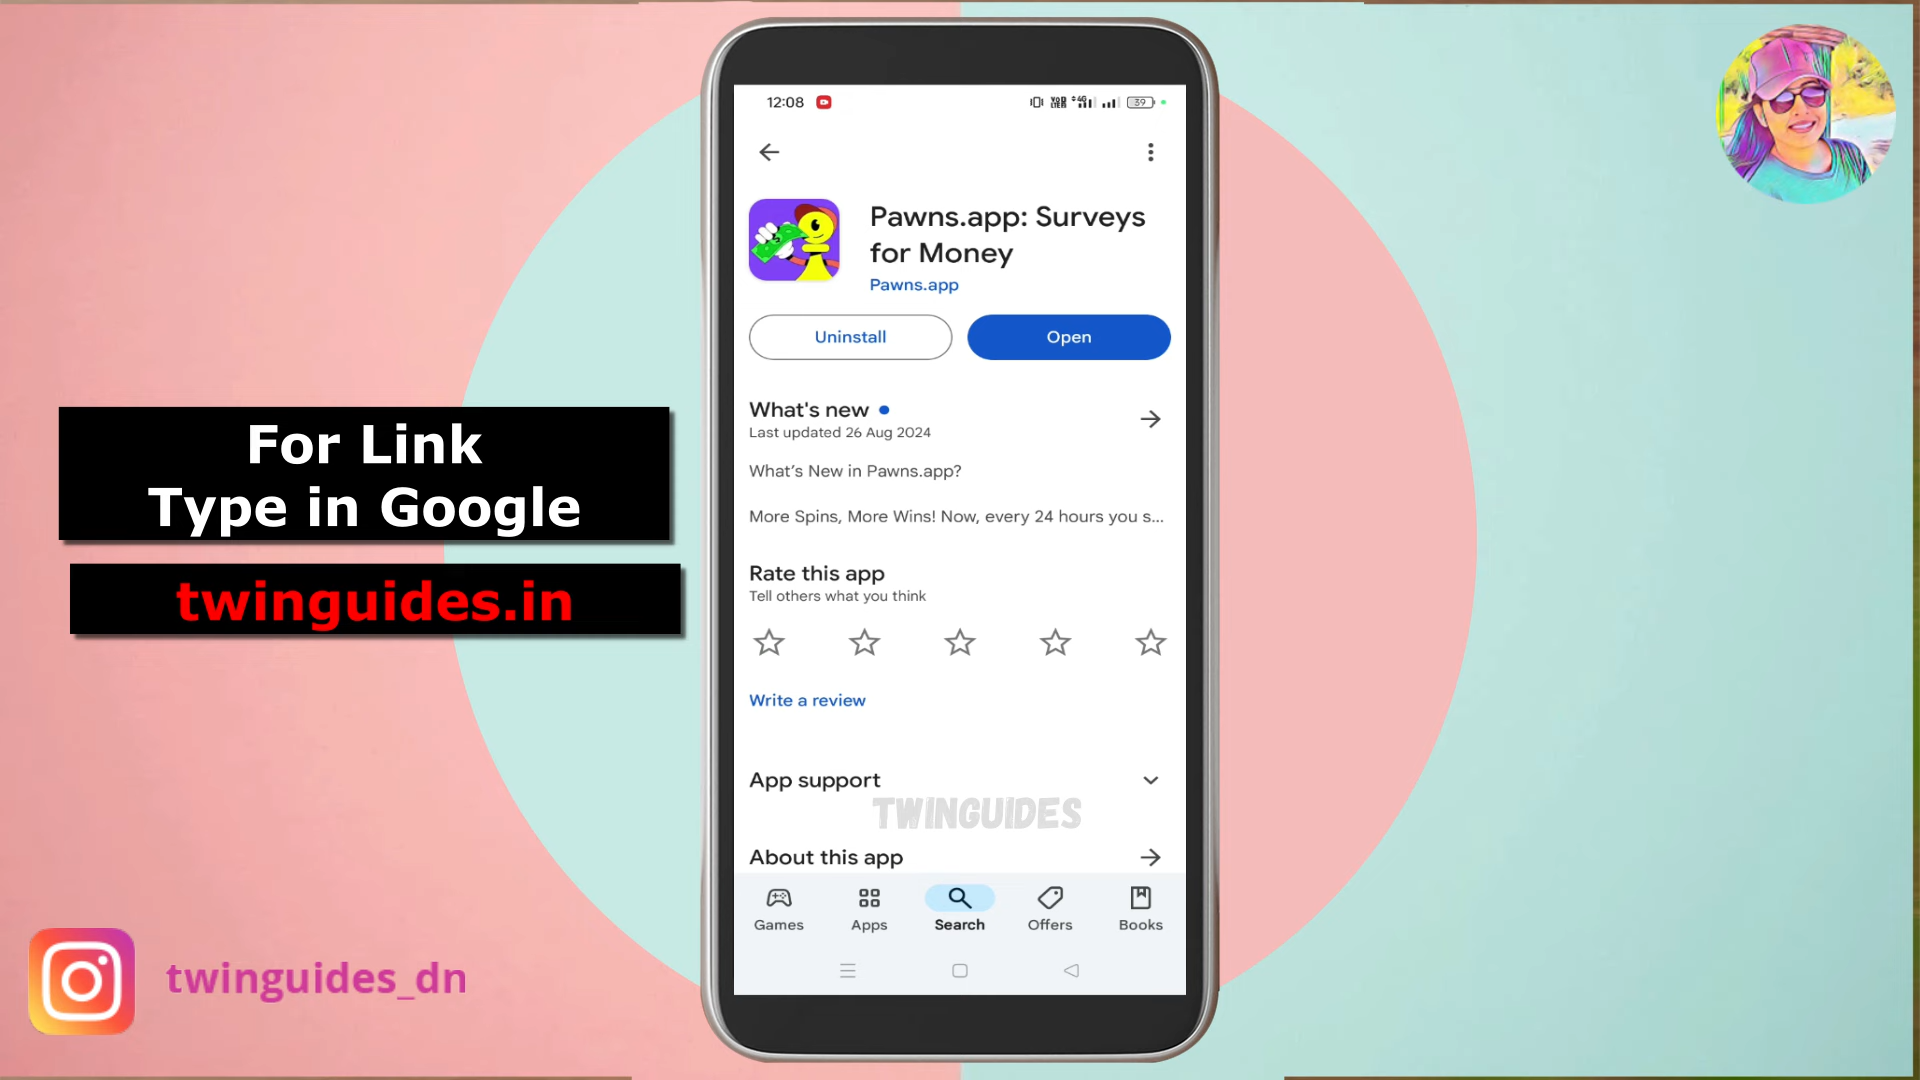 12:08
39
Pawns.app: Surveys
for Money
Pawns.app
Uninstall
Open
What's new
Last updated 26 Aug 2024
What's New in Pawns.app?
More Spins, More Wins! Now, every 24 hours you s...
Rate this app
Tell others what you think
Write a review
App support
TWINGUIDES
About this app
Games
Apps
Search
Offers
Books
For Link
Type in Google
twinguides.in
twinguides_dn